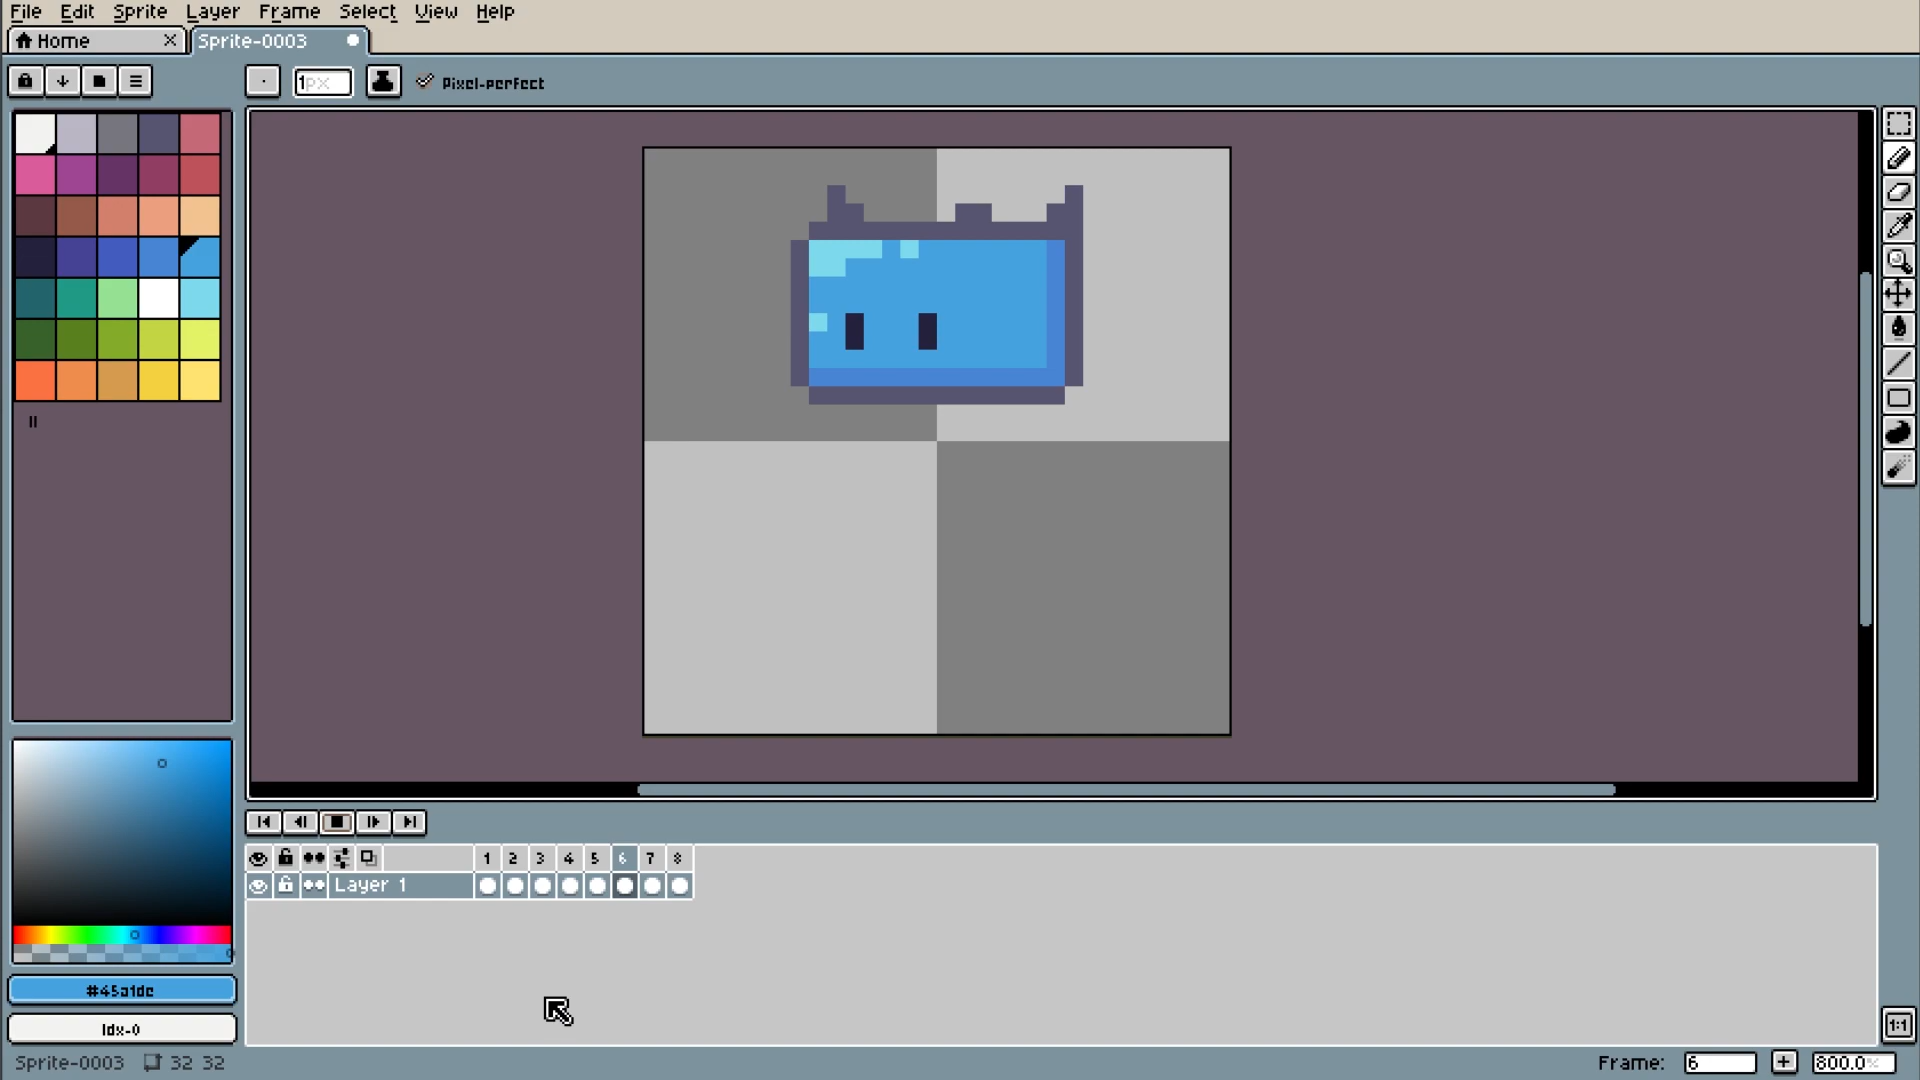 File Edit Sprite Layer Frame Select View Help
Home Sprite-0003
1px Pixel-perfect
1 2 3 4 5 6 7 8
Layer 1
#45a1de
Idx-0
1:1
Sprite-0003 32 32 Frame: 6 800.0%